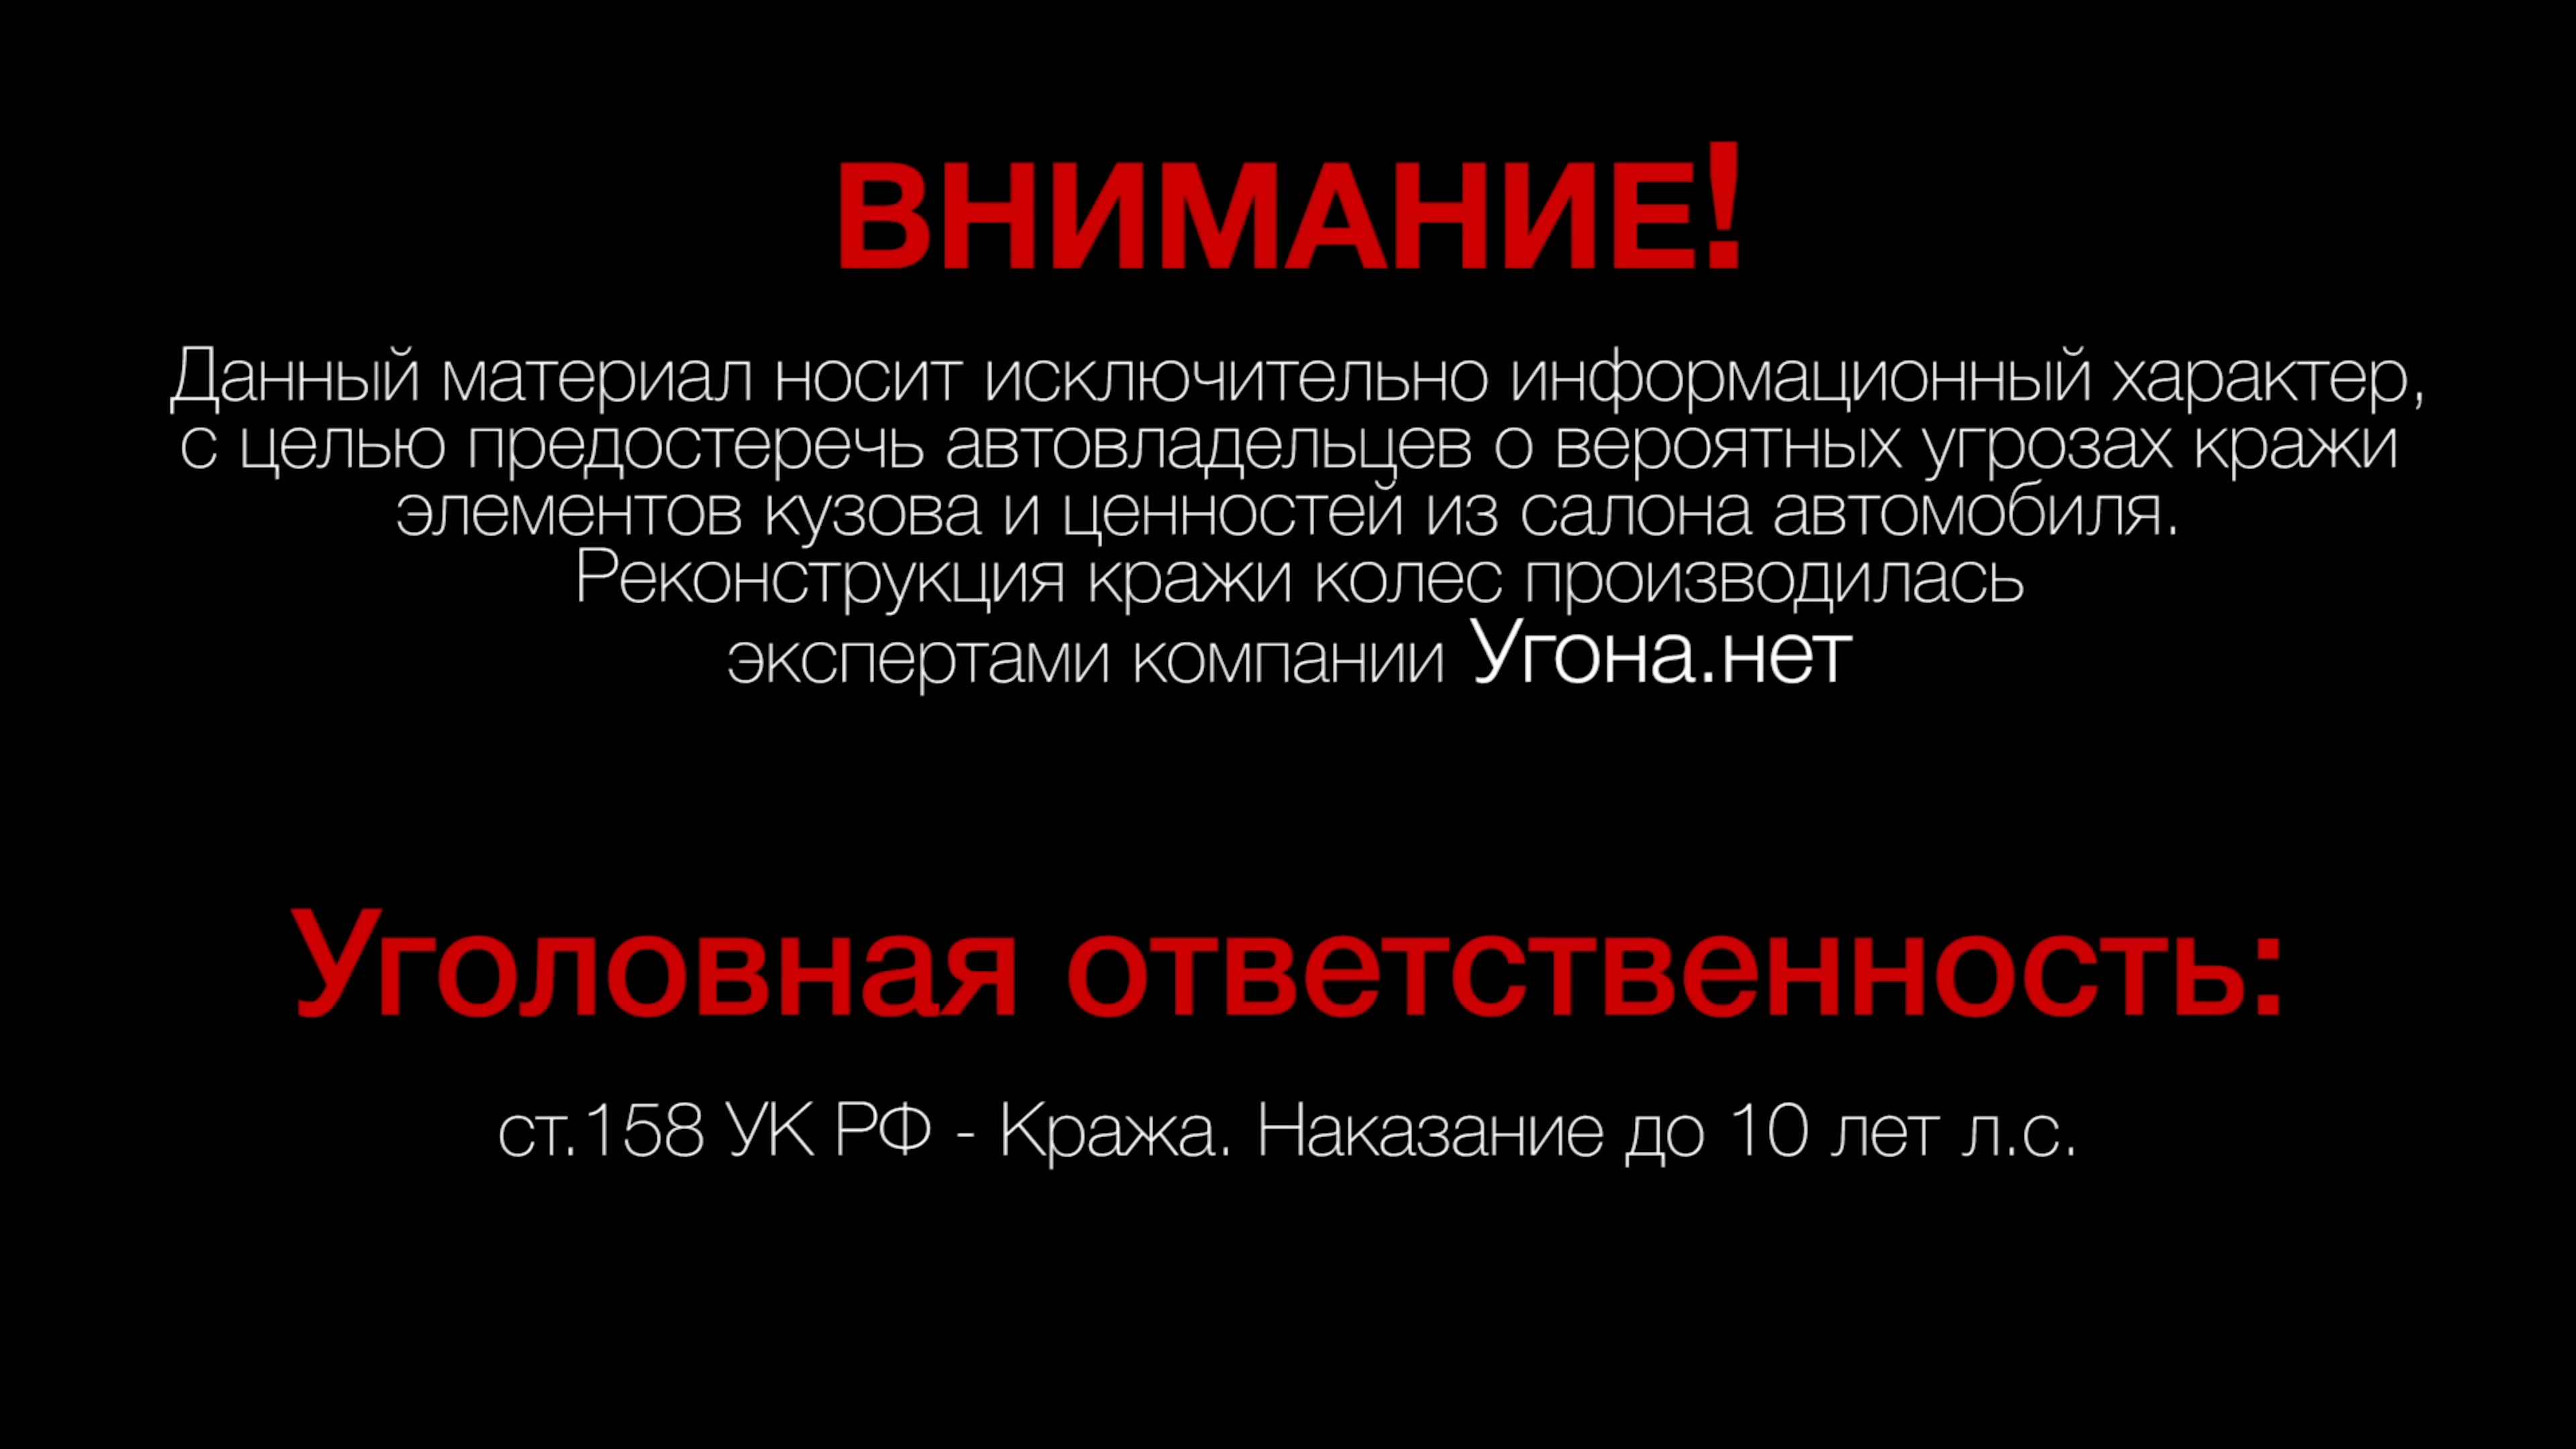 ВНИМАНИЕ!
Данный материал носит исключительно информационный характер,
с целью предостеречь автовладельцев о вероятных угрозах кражи
элементов кузова и ценностей из салона автомобиля.
Реконструкция кражи колес производилась
экспертами компании Угона.нет
Уголовная ответственность:
ст.158 УК РФ - Кража. Наказание до 10 лет л.с.